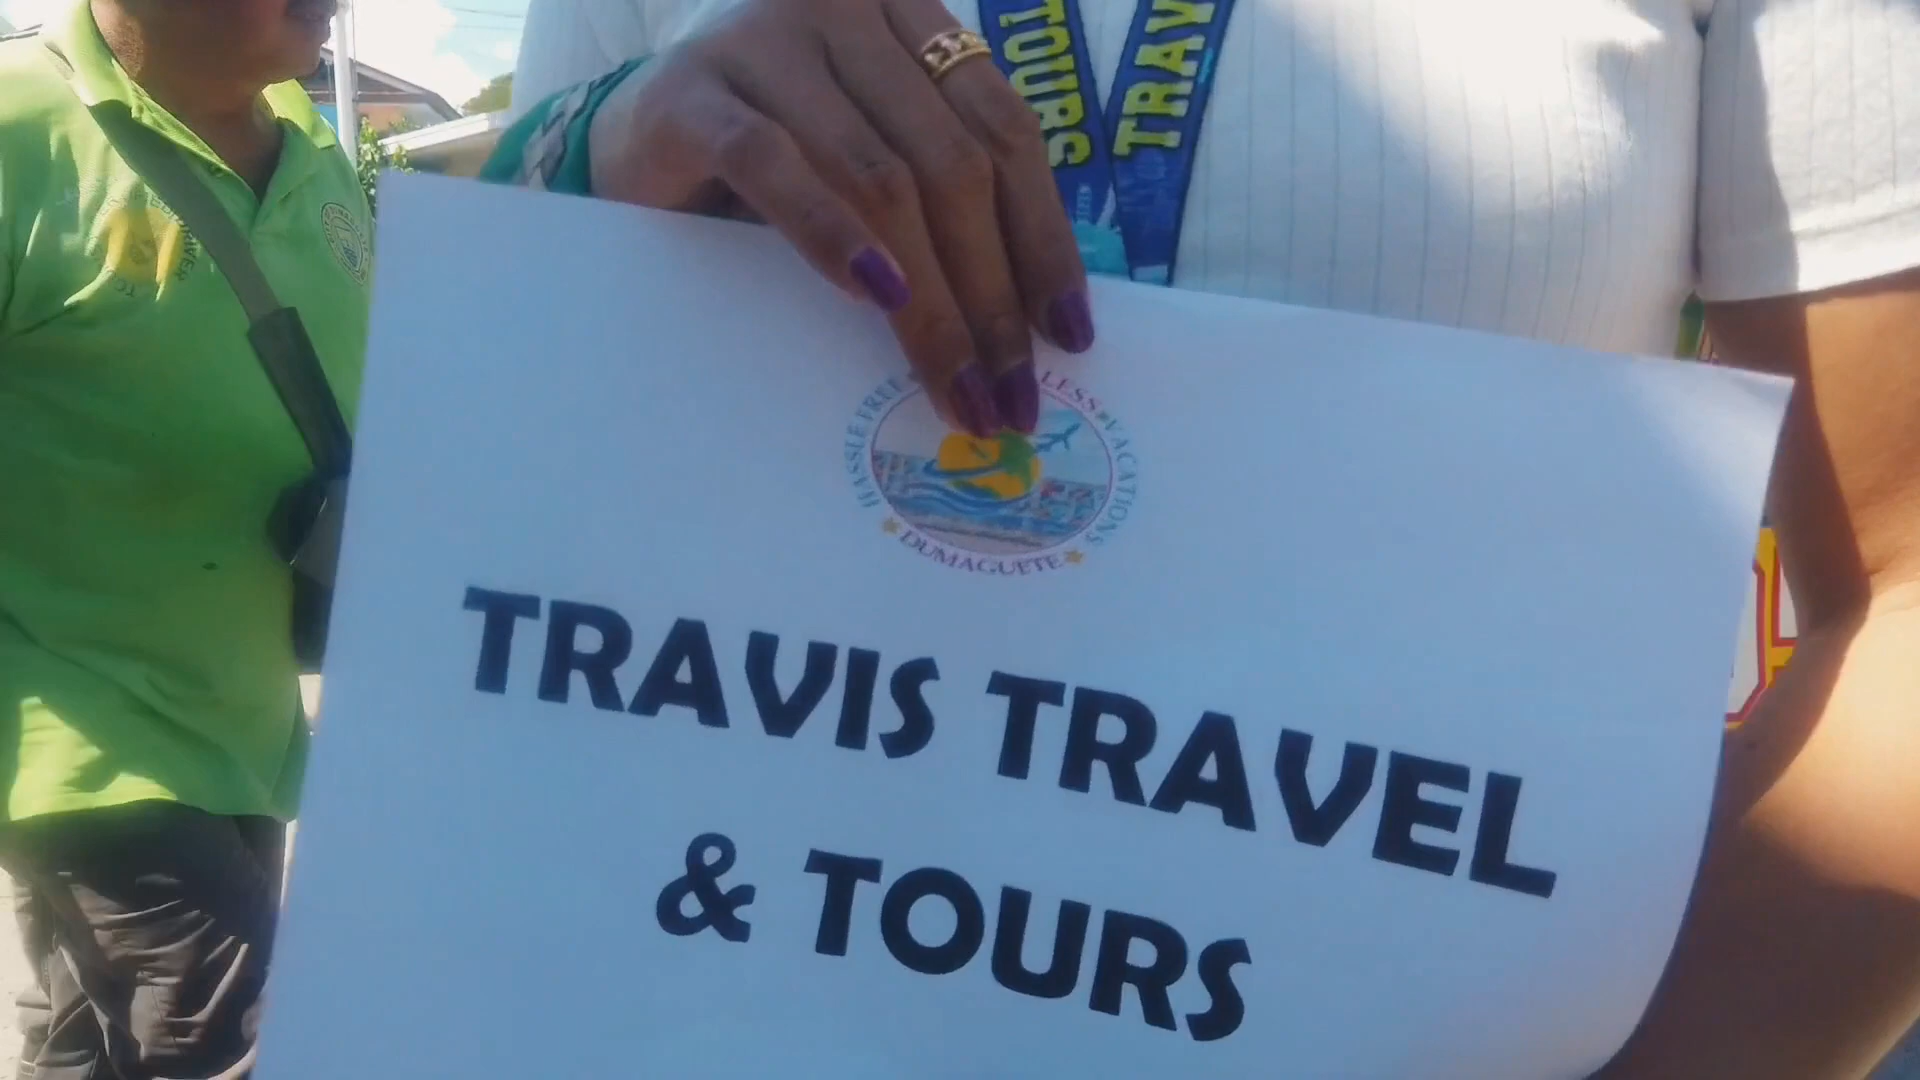 TOURS
TRAV
HASSLE FREE
LESS VACATIONS
DUMAGUETE
TRAVIS TRAVEL
& TOURS